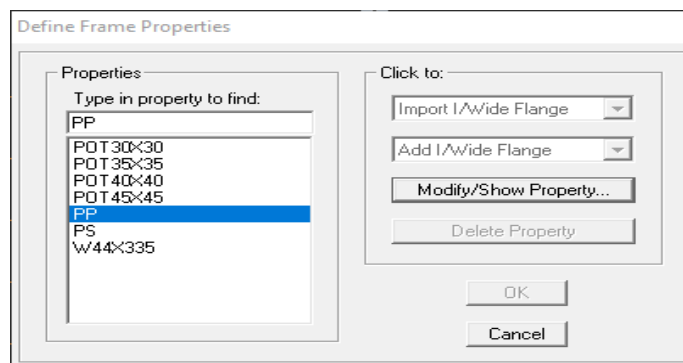 Define Frame Properties
Properties
Type in property to find:
PP
POT30X30
POT35X35
POT40X40
POT45X45
PP
PS
W44X335
Click to:
Import I/Wide Flange
Add I/Wide Flange
Modify/Show Property...
Delete Property
OK
Cancel